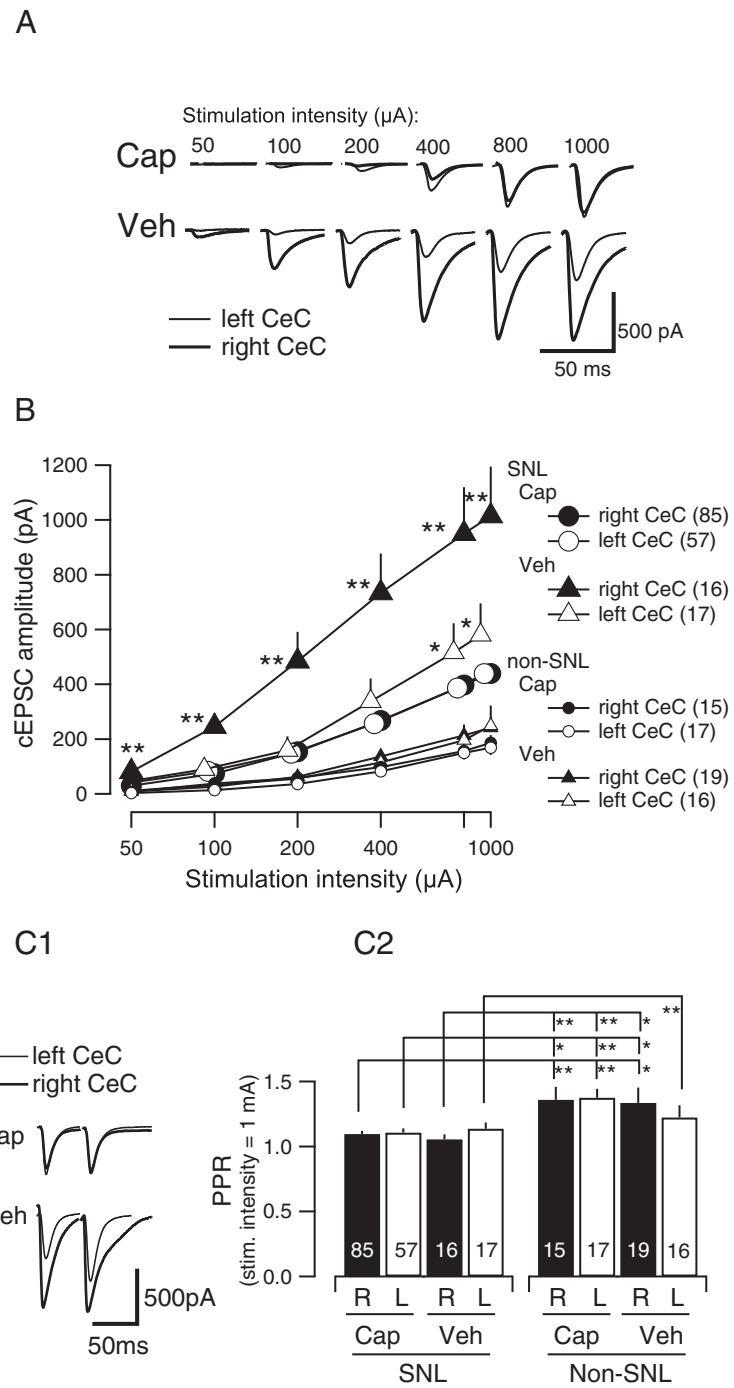 A
Stimulation intensity (µA):
50 100 200 400 800 1000
Cap
Veh
left CeC
right CeC
500 pA
50 ms
B
1200
1000
800
600
400
200
0
cEPSC amplitude (pA)
** ** ** ** ** **
* *
50 100 200 400 1000
Stimulation intensity (µA)
SNL
Cap
right CeC (85)
left CeC (57)
Veh
right CeC (16)
left CeC (17)
non-SNL
Cap
right CeC (15)
left CeC (17)
Veh
right CeC (19)
left CeC (16)
C1
left CeC
right CeC
ap
eh
500pA
50ms
C2
** ** * **
* ** *
** ** *
1.5
1.0
0.5
0.0
PPR
(stim. intensity = 1 mA)
85 57 16 17 15 17 19 16
R L R L R L R L
Cap Veh Cap Veh
SNL Non-SNL